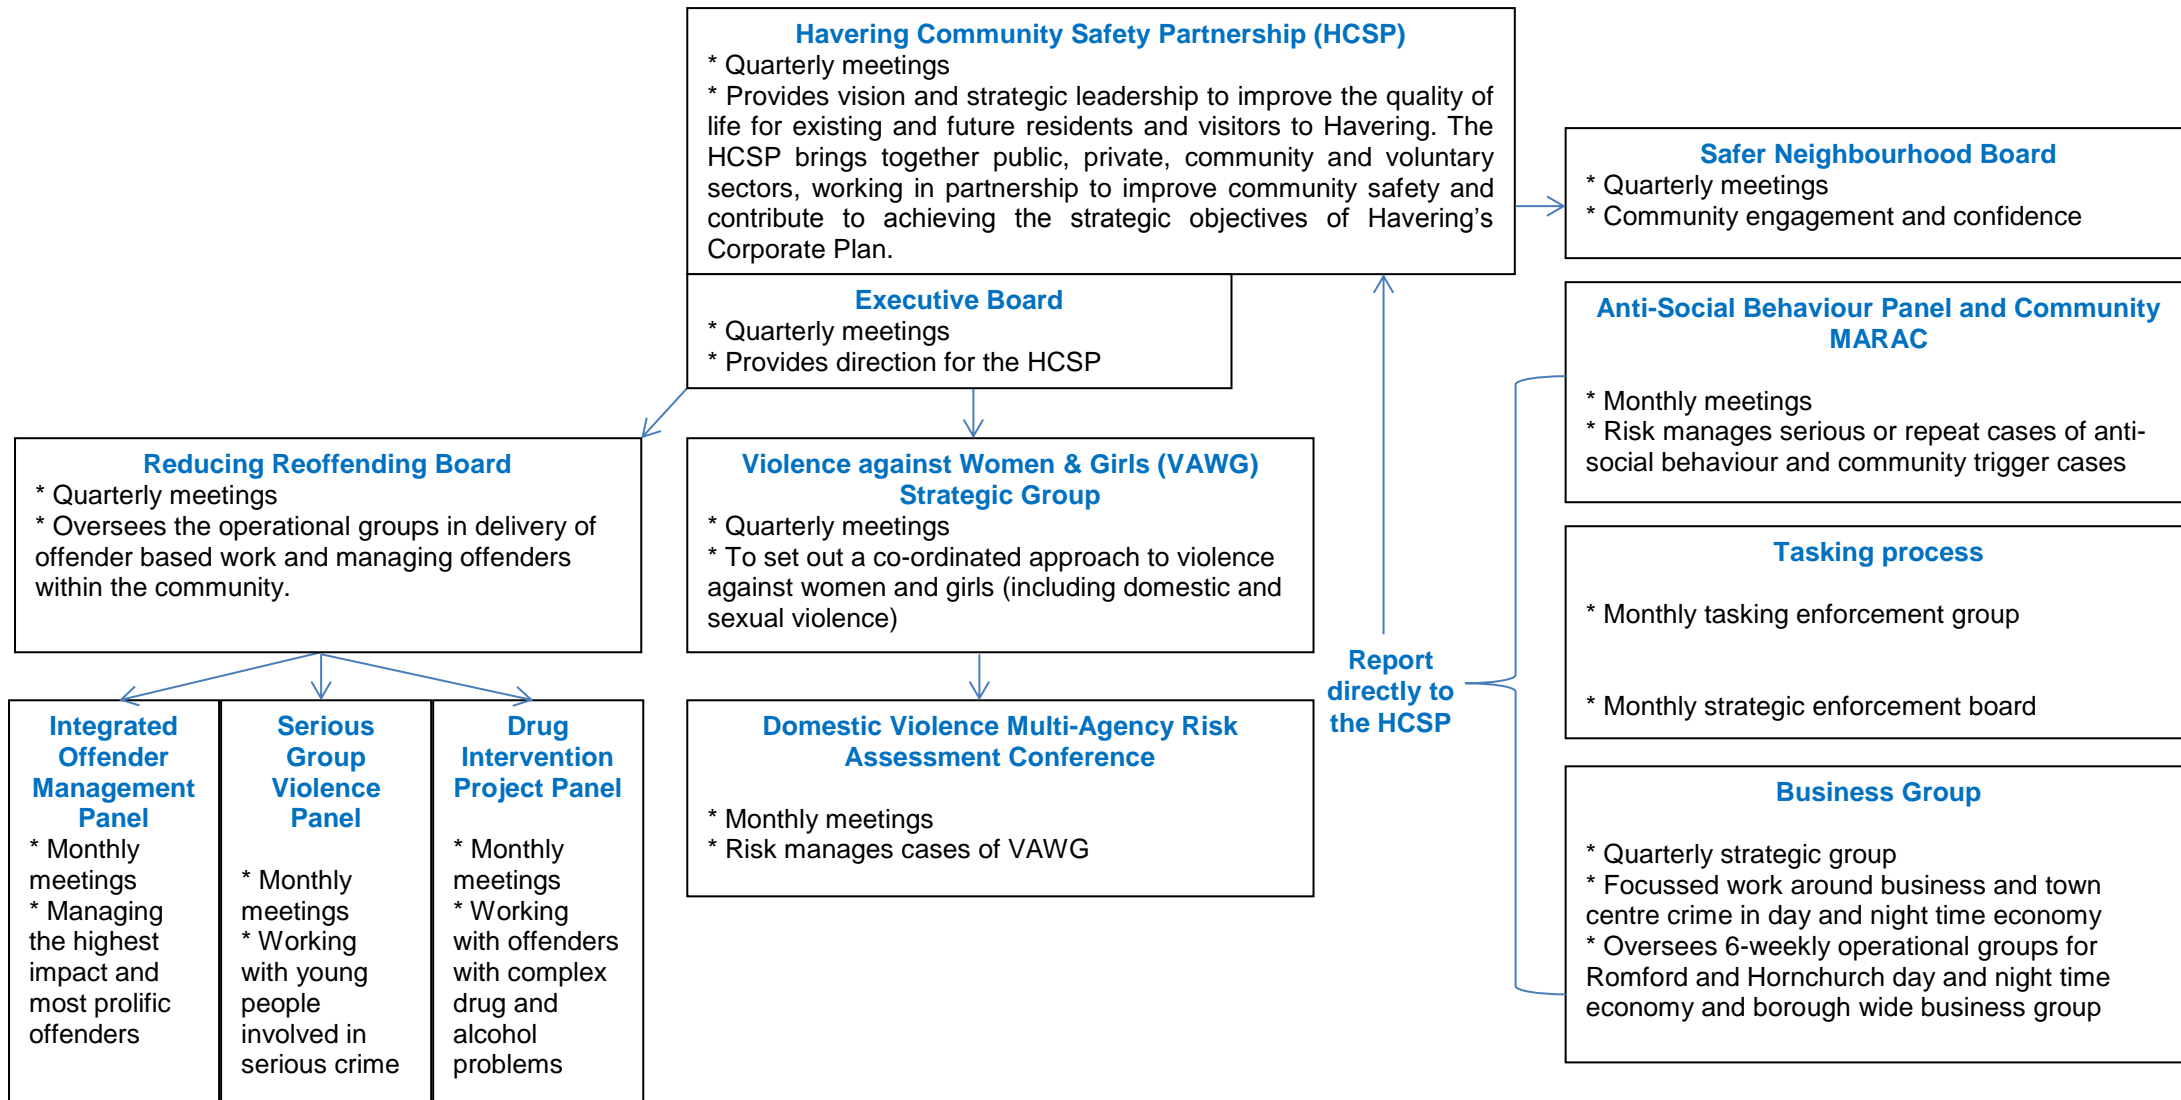 Havering Community Safety Partnership (HCSP)
* Quarterly meetings
* Provides vision and strategic leadership to improve the quality of
life for existing and future residents and visitors to Havering. The
HCSP brings together public, private, community and voluntary
sectors, working in partnership to improve community safety and
contribute to achieving the strategic objectives of Havering’s
Corporate Plan.
Safer Neighbourhood Board
* Quarterly meetings
* Community engagement and confidence
Executive Board
* Quarterly meetings
* Provides direction for the HCSP
Anti-Social Behaviour Panel and Community
MARAC
* Monthly meetings
* Risk manages serious or repeat cases of anti-
social behaviour and community trigger cases
Reducing Reoffending Board
* Quarterly meetings
* Oversees the operational groups in delivery of
offender based work and managing offenders
within the community.
Violence against Women & Girls (VAWG)
Strategic Group
* Quarterly meetings
* To set out a co-ordinated approach to violence
against women and girls (including domestic and
sexual violence)
Tasking process
* Monthly tasking enforcement group
* Monthly strategic enforcement board
Report
directly to
the HCSP
Integrated
Offender
Management
Panel
* Monthly
meetings
* Managing
the highest
impact and
most prolific
offenders
Serious
Group
Violence
Panel
* Monthly
meetings
* Working
with young
people
involved in
serious crime
Drug
Intervention
Project Panel
* Monthly
meetings
* Working
with offenders
with complex
drug and
alcohol
problems
Domestic Violence Multi-Agency Risk
Assessment Conference
* Monthly meetings
* Risk manages cases of VAWG
Business Group
* Quarterly strategic group
* Focussed work around business and town
centre crime in day and night time economy
* Oversees 6-weekly operational groups for
Romford and Hornchurch day and night time
economy and borough wide business group